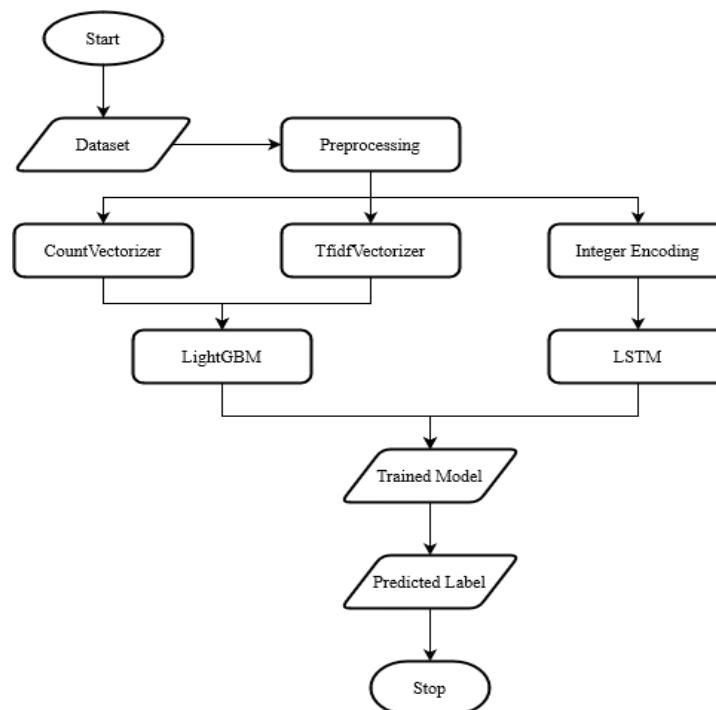 Start
Dataset
Preprocessing
CountVectorizer
TfidfVectorizer
Integer Encoding
LightGBM
LSTM
Trained Model
Predicted Label
Stop